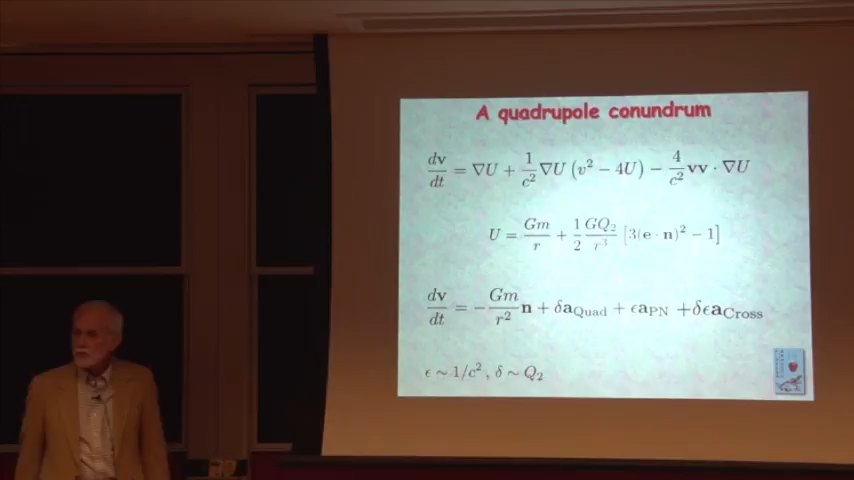 A quadrupole conundrum
dv/dt = ∇U + 1/c² ∇U (v² − 4U) − 4/c² vv · ∇U
U = Gm/r + 1/2 GQ₂/r³ [3(e · n)² − 1]
dv/dt = − Gm/r² n + δa_Quad + εa_PN + δεa_Cross
ε ~ 1/c² , δ ~ Q₂